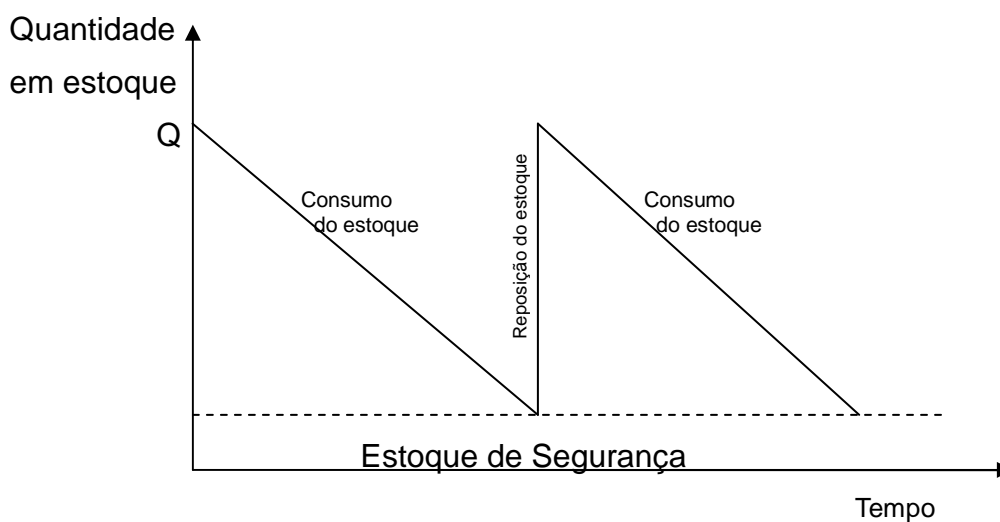 Quantidade
em estoque
Q
Consumo
do estoque
Reposição do estoque
Consumo
do estoque
Estoque de Segurança
Tempo